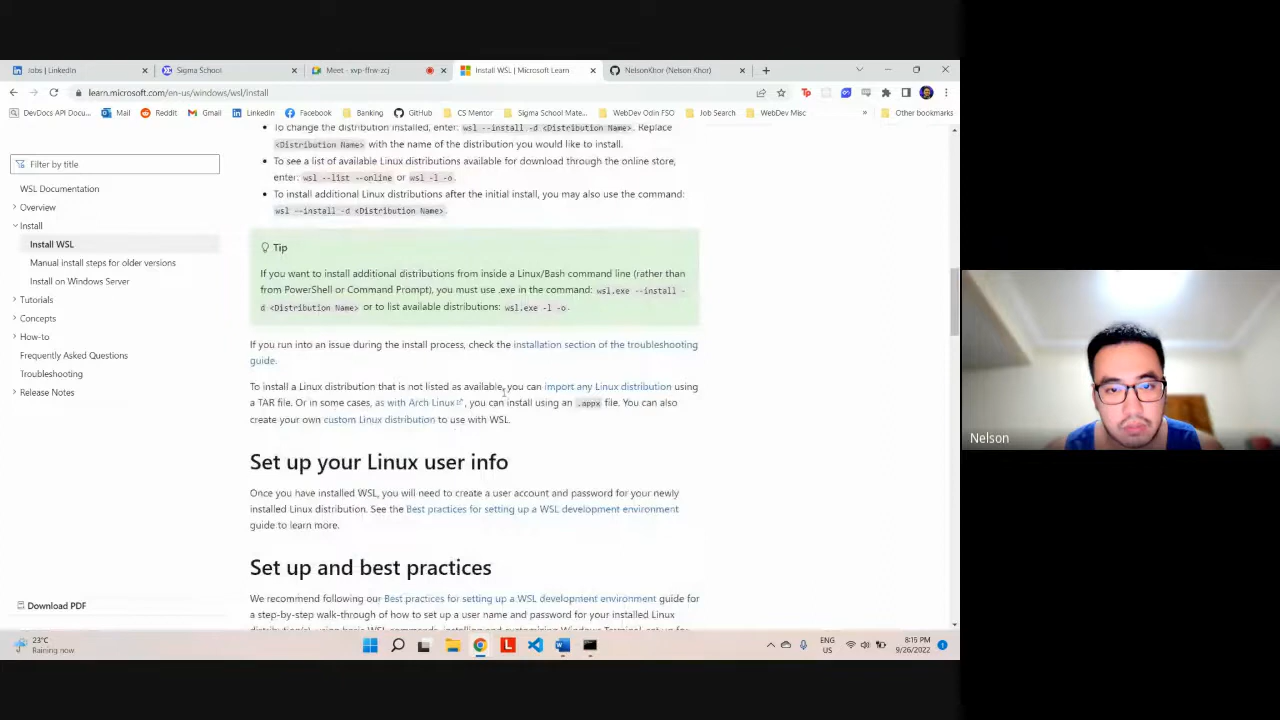 Jobs | LinkedIn
Sigma School
Meet - xvp-ffrw-zcj
Install WSL | Microsoft Learn
NelsonKhor (Nelson Khor)
learn.microsoft.com/en-us/windows/wsl/install
DevDocs API Docu...
Mail
Reddit
Gmail
LinkedIn
Facebook
Banking
GitHub
CS Mentor
Sigma School Mate...
WebDev Odin FSO
Job Search
WebDev Misc
»
Other bookmarks
Filter by title
WSL Documentation
Overview
Install
Install WSL
Manual install steps for older versions
Install on Windows Server
Tutorials
Concepts
How-to
Frequently Asked Questions
Troubleshooting
Release Notes
Download PDF
To change the distribution installed, enter: wsl --install -d <Distribution Name>. Replace
<Distribution Name> with the name of the distribution you would like to install.
To see a list of available Linux distributions available for download through the online store,
enter: wsl --list --online or wsl -l -o.
To install additional Linux distributions after the initial install, you may also use the command:
wsl --install -d <Distribution Name>.
Tip
If you want to install additional distributions from inside a Linux/Bash command line (rather than
from PowerShell or Command Prompt), you must use .exe in the command: wsl.exe --install -
d <Distribution Name> or to list available distributions: wsl.exe -l -o.
If you run into an issue during the install process, check the installation section of the troubleshooting
guide.
To install a Linux distribution that is not listed as available, you can import any Linux distribution using
a TAR file. Or in some cases, as with Arch Linux, you can install using an .appx file. You can also
create your own custom Linux distribution to use with WSL.
Set up your Linux user info
Once you have installed WSL, you will need to create a user account and password for your newly
installed Linux distribution. See the Best practices for setting up a WSL development environment
guide to learn more.
Set up and best practices
We recommend following our Best practices for setting up a WSL development environment guide for
a step-by-step walk-through of how to set up a user name and password for your installed Linux
Nelson
23°C
Raining now
ENG
US
8:15 PM
9/26/2022